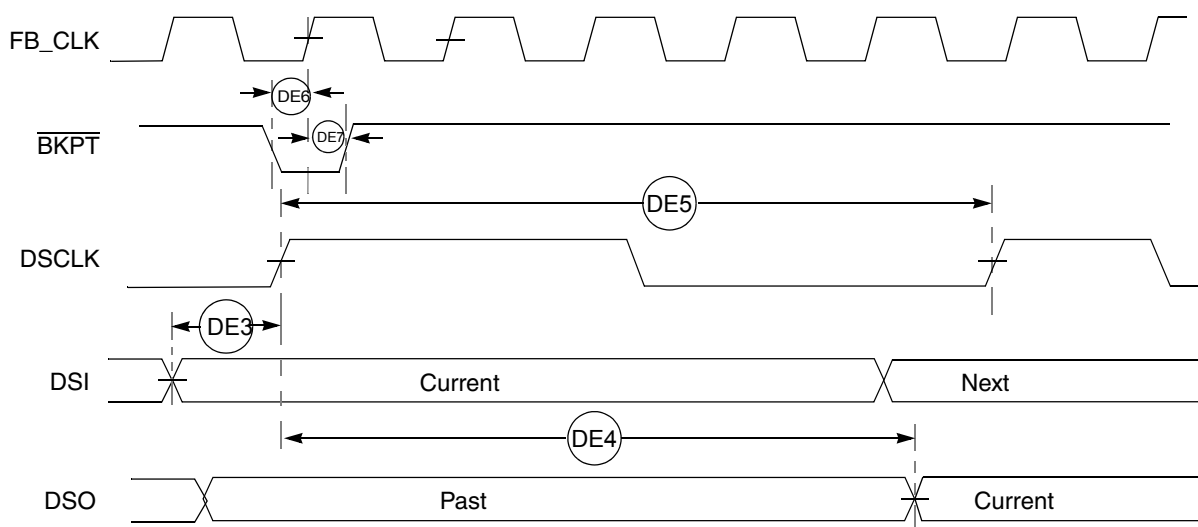 FB_CLK
DE6
BKPT
DE7
DE5
DSCLK
DE3
DSI
Current
Next
DE4
DSO
Past
Current